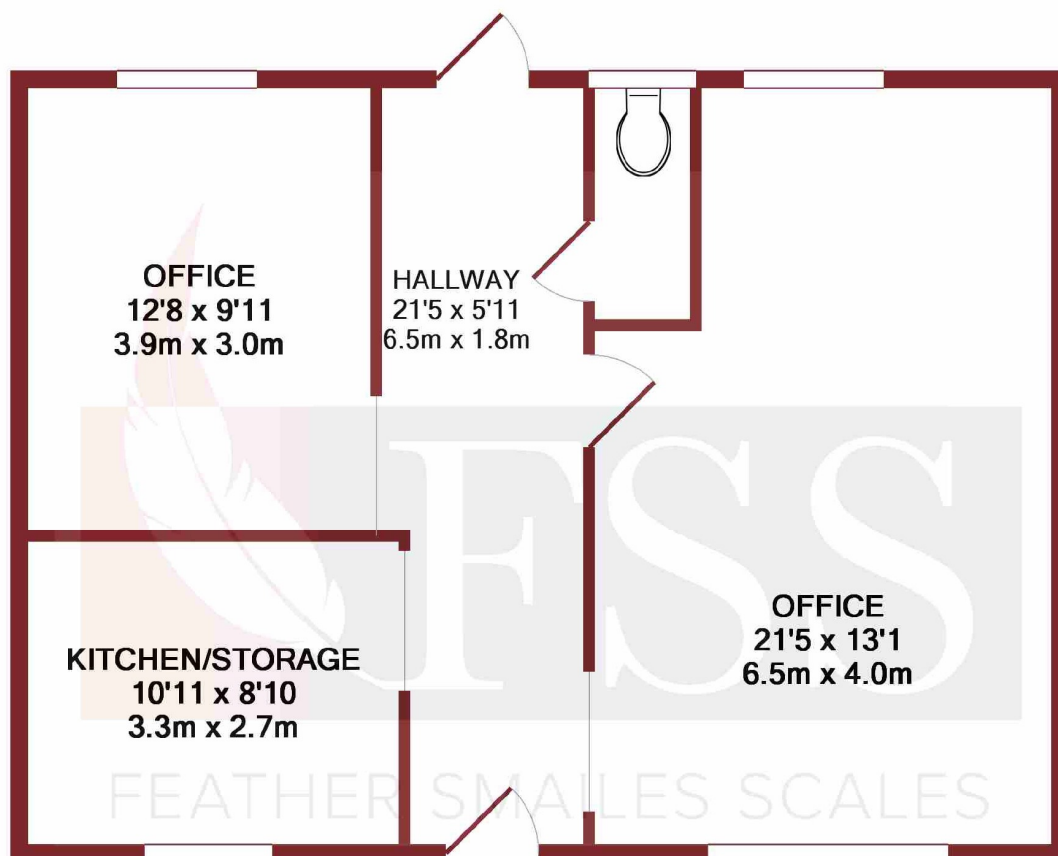 OFFICE
12'8 x 9'11
3.9m x 3.0m
HALLWAY
21'5 x 5'11
6.5m x 1.8m
KITCHEN/STORAGE
10'11 x 8'10
3.3m x 2.7m
OFFICE
21'5 x 13'1
6.5m x 4.0m
FSS
FEATHER SMAILES SCALES